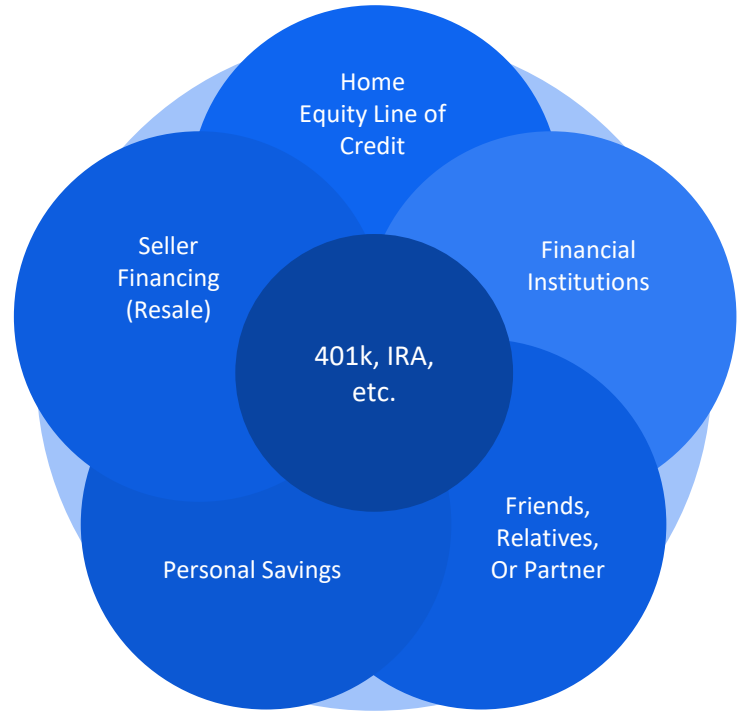 Home
Equity Line of
Credit
Seller
Financing
(Resale)
Financial
Institutions
401k, IRA,
etc.
Friends,
Relatives,
Or Partner
Personal Savings